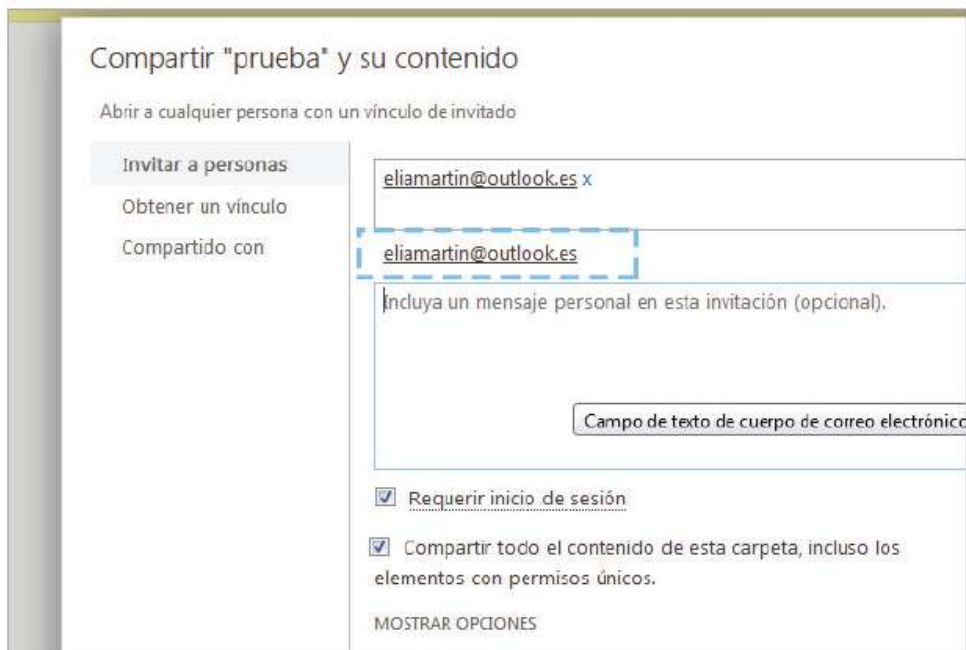 Compartir "prueba" y su contenido
Abrir a cualquier persona con un vínculo de invitado
Invitar a personas
Obtener un vínculo
Compartido con
eliamartin@outlook.es x
eliamartin@outlook.es
Incluya un mensaje personal en esta invitación (opcional).
Campo de texto de cuerpo de correo electrónico
Requerir inicio de sesión
Compartir todo el contenido de esta carpeta, incluso los
elementos con permisos únicos.
MOSTRAR OPCIONES